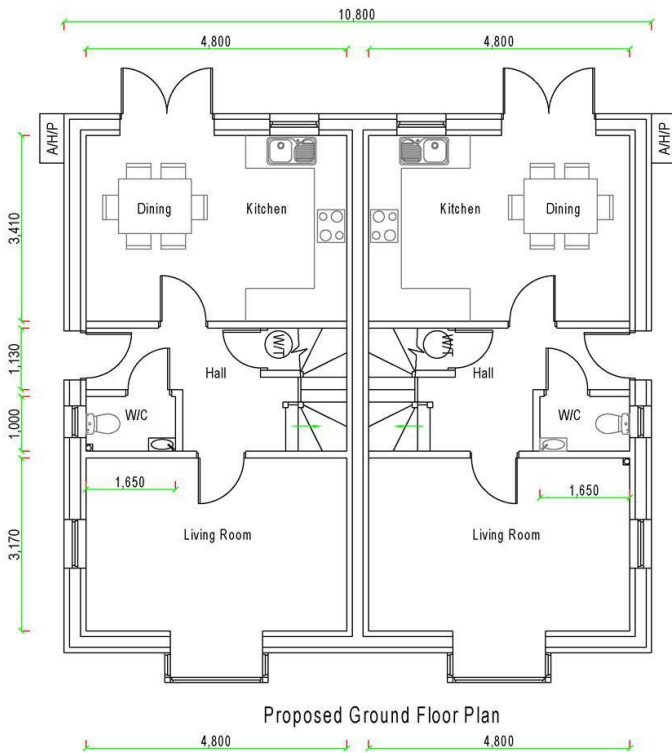 10,800
4,800 4,800
A/H/P A/H/P
3,410
Dining Kitchen Kitchen Dining
1,130
W/T W/T
Hall Hall
1,000
W/C W/C
1,650 1,650
3,170
Living Room Living Room
Proposed Ground Floor Plan
4,800 4,800